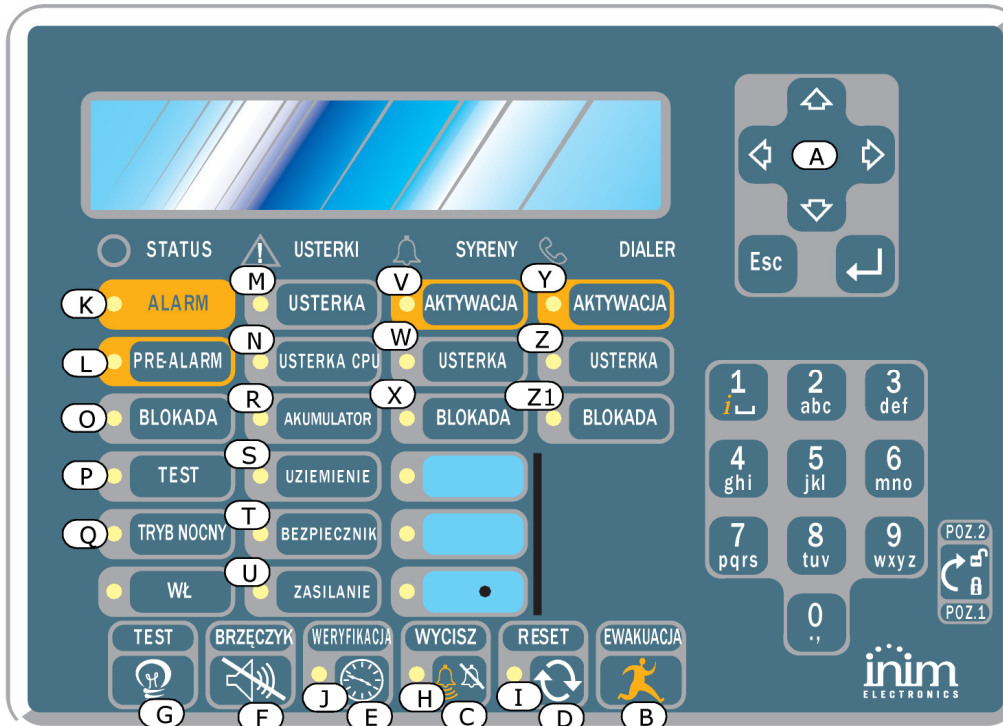 A
STATUS USTERKI SYRENY DIALER
Esc
K ALARM M USTERKA V AKTYWACJA Y AKTYWACJA
L PRE-ALARM N USTERKA CPU W USTERKA Z USTERKA
O BLOKADA R AKUMULATOR X BLOKADA Z1 BLOKADA
P TEST S UZIEMIENIE
Q TRYB NOCNY T BEZPIECZNIK
WŁ U ZASILANIE
1 2 3
i abc def
4 5 6
ghi jkl mno
7 8 9
pqrs tuv wxyz
0
.,
POZ.2
POZ.1
TEST BRZĘCZYK WERYFIKACJA WYCISZ RESET EWAKUACJA
G F J E H C I D B
inim
ELECTRONICS